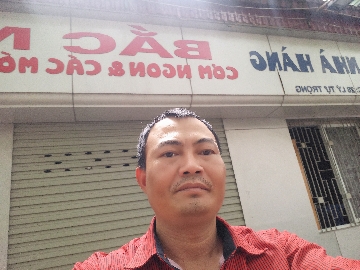 NHÀ HÀNG
LÝ TỰ TRỌNG
BẮC
CƠM NGON & CÁC MÓ